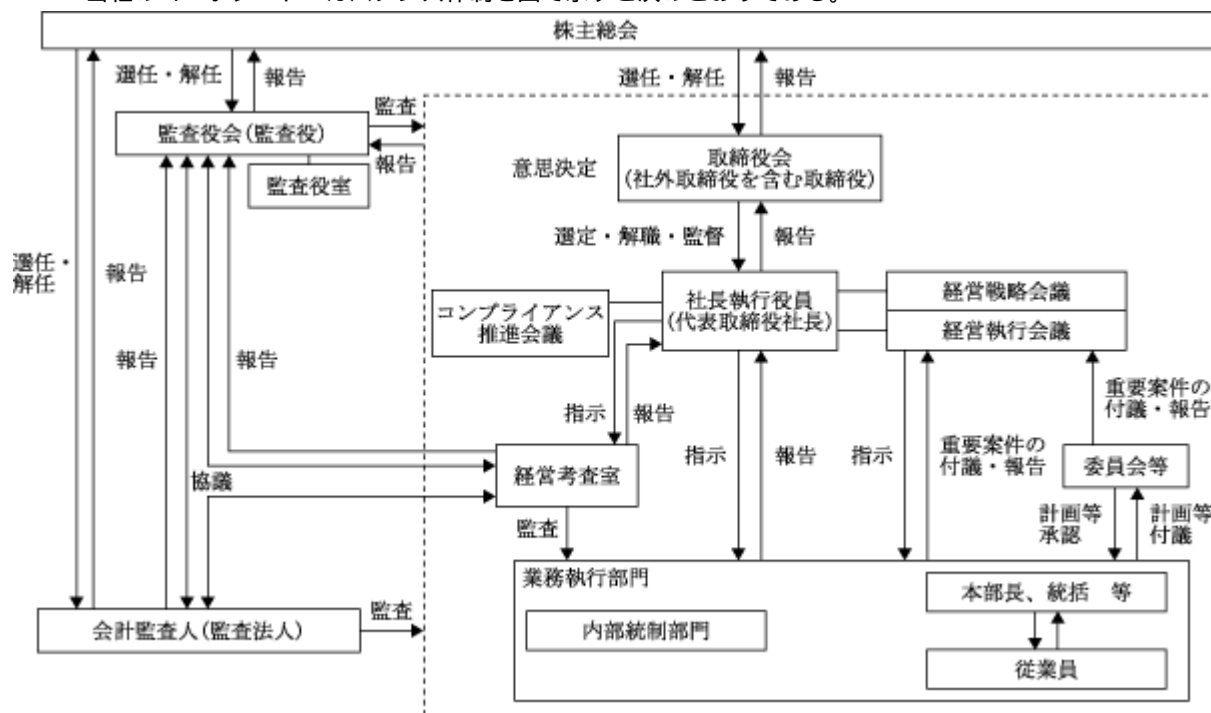 株主総会
選任・解任
報告
選任・解任
報告
監査
監査役会(監査役)
報告
監査役室
意思決定
取締役会
(社外取締役を含む取締役)
選定・解職・監督
報告
選任・
解任
報告
コンプライアンス
推進会議
社長執行役員
(代表取締役社長)
経営戦略会議
経営執行会議
報告
報告
指示
報告
重要案件の
付議・報告
指示
報告
指示
重要案件の
付議・報告
委員会等
経営考査室
協議
監査
計画等
承認
計画等
付議
業務執行部門
本部長、統括 等
内部統制部門
従業員
会計監査人(監査法人)
監査